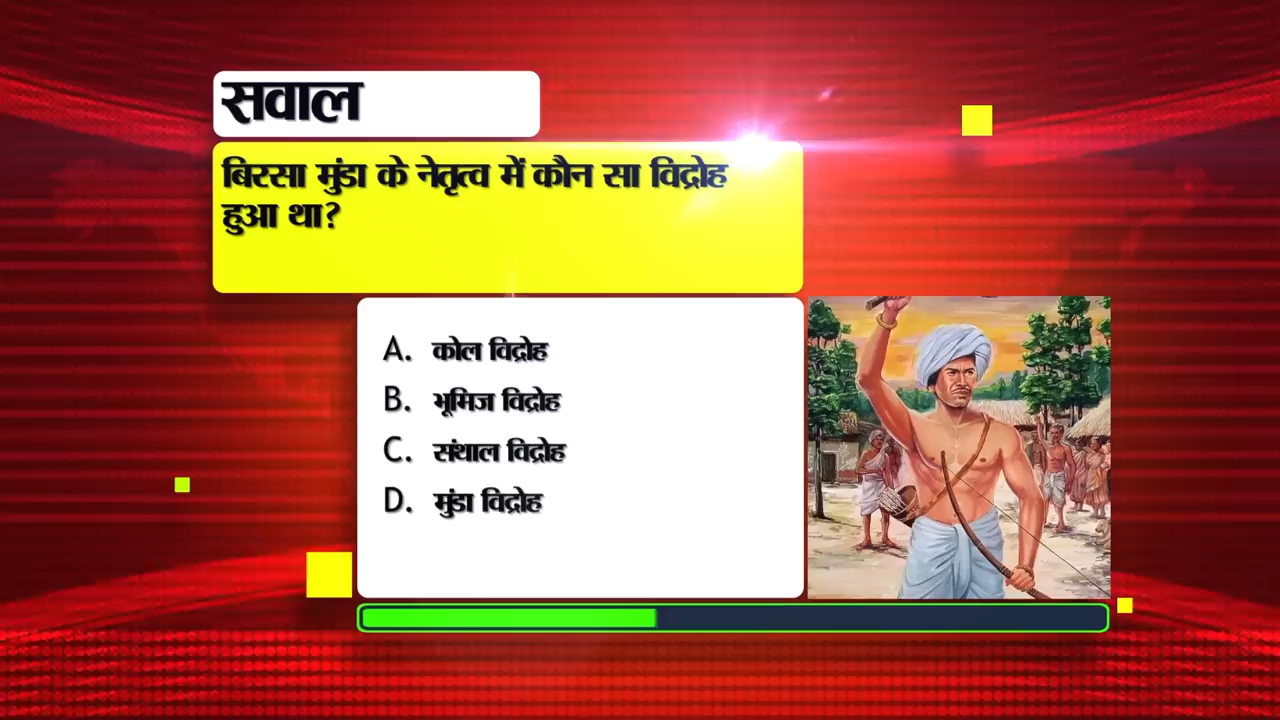 सवाल
बिरसा मुंडा के नेतृत्व में कौन सा विद्रोह
हुआ था?
A. कोल विद्रोह
B. भूमिज विद्रोह
C. संथाल विद्रोह
D. मुंडा विद्रोह